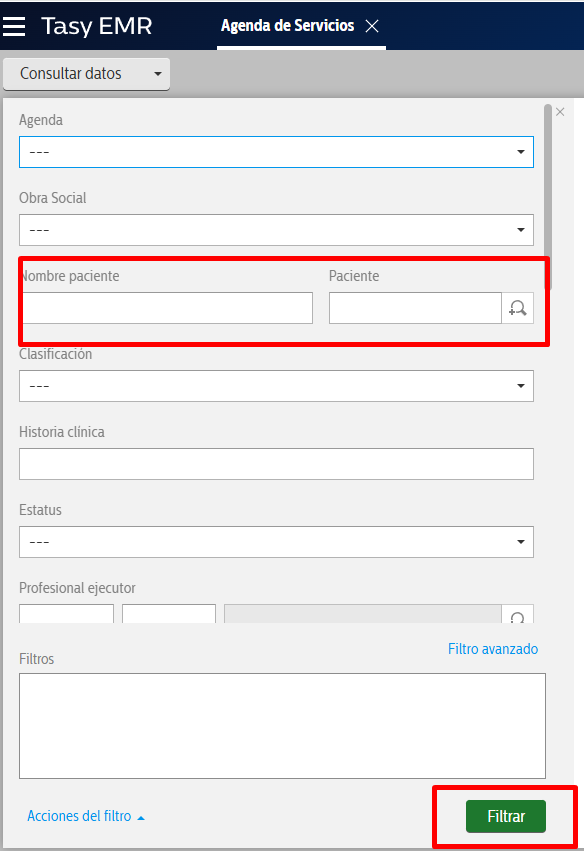 Tasy EMR
Agenda de Servicios
Consultar datos
Agenda
---
Obra Social
---
Nombre paciente Paciente
Clasificación
---
Historia clínica
Estatus
---
Profesional ejecutor
Filtro avanzado
Filtros
Acciones del filtro
Filtrar